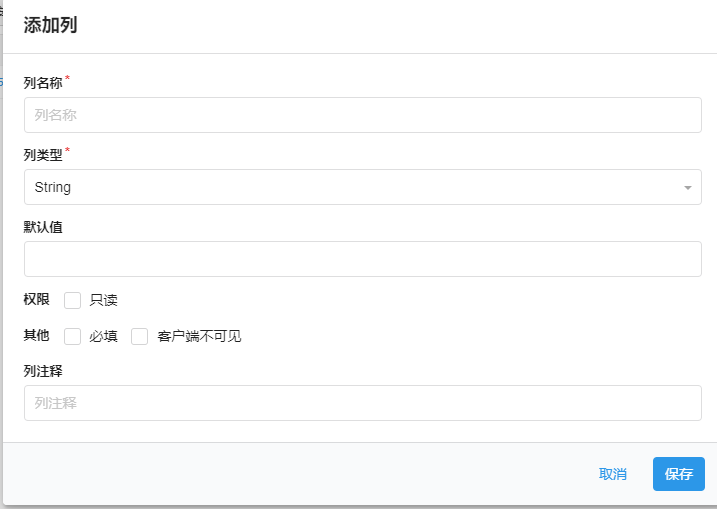 添加列
列名称*
列名称
列类型*
String
默认值
权限 只读
其他 必填 客户端不可见
列注释
列注释
取消 保存